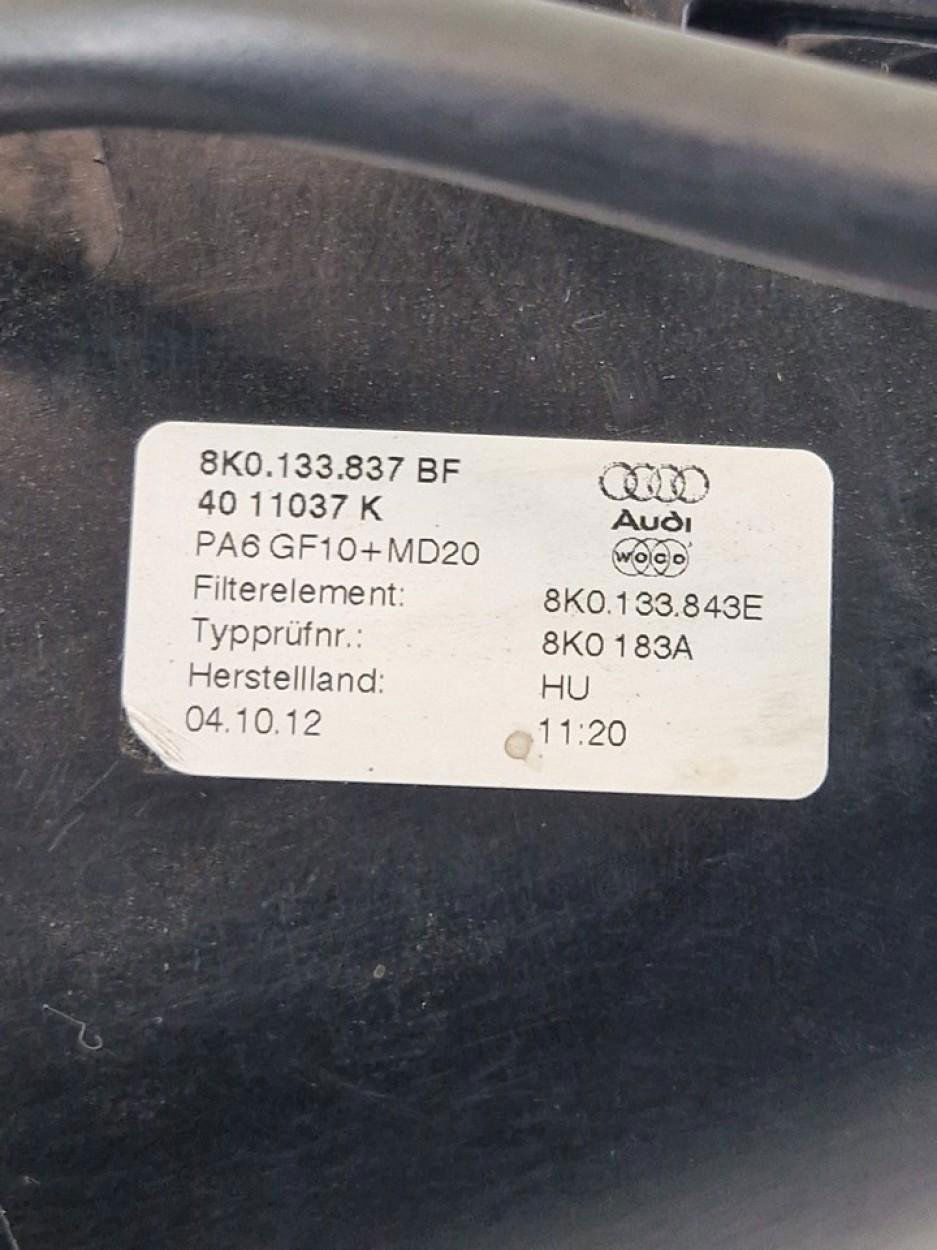 8K0.133.837 BF
40 11037 K
PA6 GF10+MD20
Audi
woco
Filterelement: 8K0.133.843E
Typprüfnr.: 8K0 183A
Herstellland: HU
04.10.12 11:20